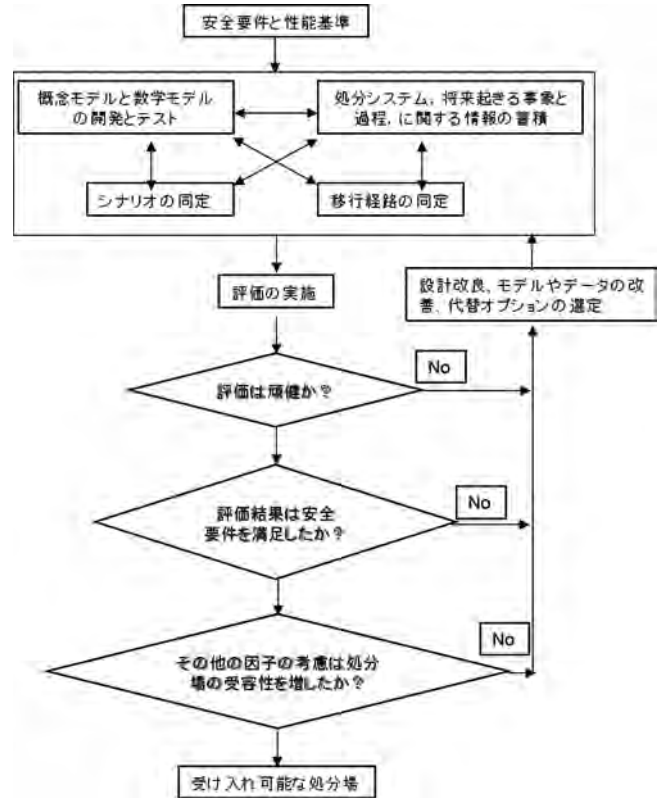 安全要件と性能基準
概念モデルと数学モデル
の開発とテスト
処分システム，将来起きる事象と
過程，に関する情報の蓄積
シナリオの同定
移行経路の同定
評価の実施
設計改良、モデルやデータの改
善、代替オプションの選定
評価は頑健か？
No
評価結果は安全
要件を満足したか？
No
その他の因子の考慮は処分
場の受容性を増したか？
No
受け入れ可能な処分場